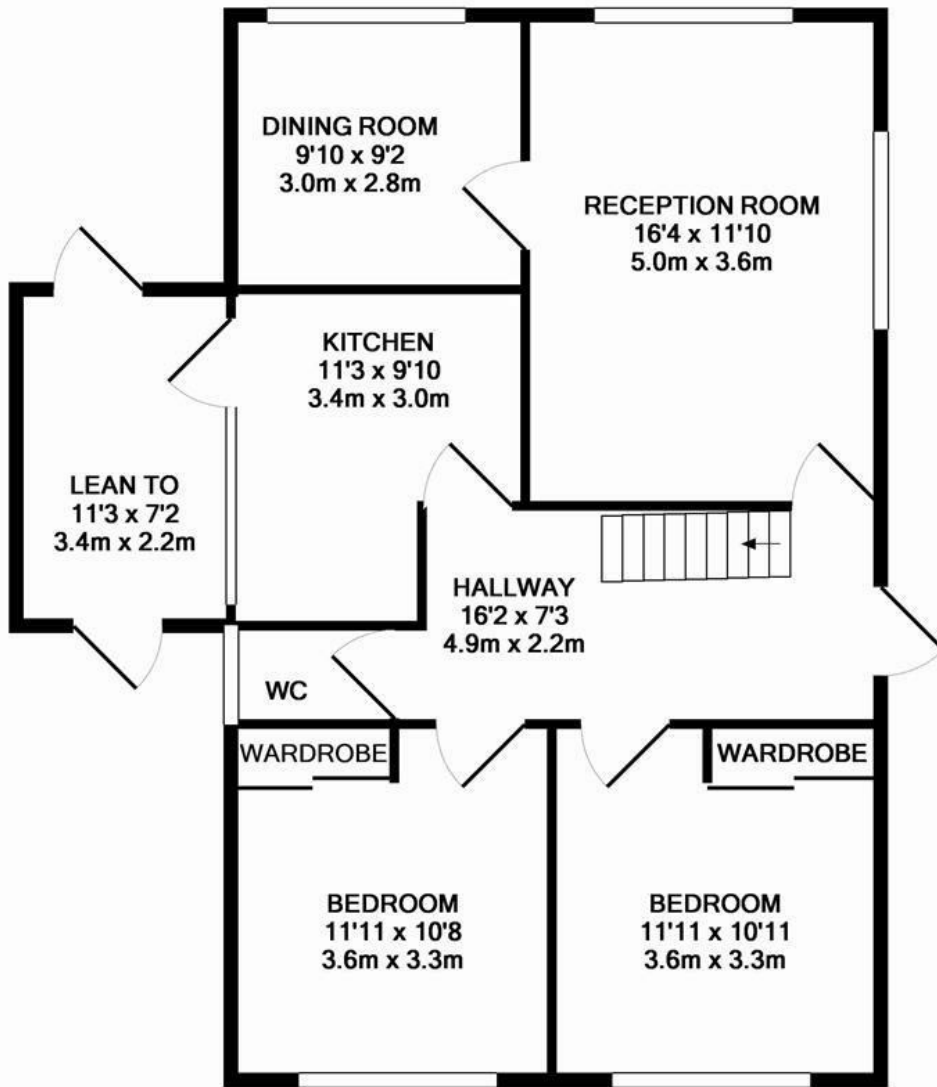 DINING ROOM
9'10 x 9'2
3.0m x 2.8m
RECEPTION ROOM
16'4 x 11'10
5.0m x 3.6m
KITCHEN
11'3 x 9'10
3.4m x 3.0m
LEAN TO
11'3 x 7'2
3.4m x 2.2m
HALLWAY
16'2 x 7'3
4.9m x 2.2m
WC
WARDROBE
WARDROBE
BEDROOM
11'11 x 10'8
3.6m x 3.3m
BEDROOM
11'11 x 10'11
3.6m x 3.3m